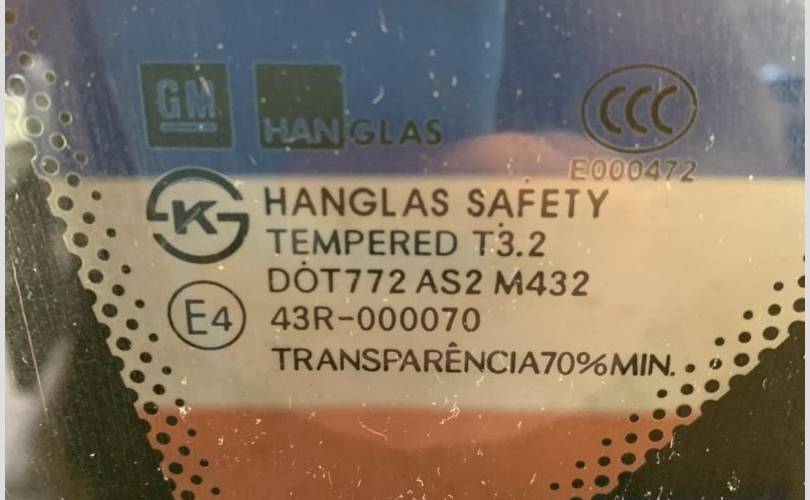 GM HANGLAS CCC
E000472
K HANGLAS SAFETY
TEMPERED T3.2
DOT772 AS2 M432
E4 43R-000070
TRANSPARÊNCIA70%MIN.